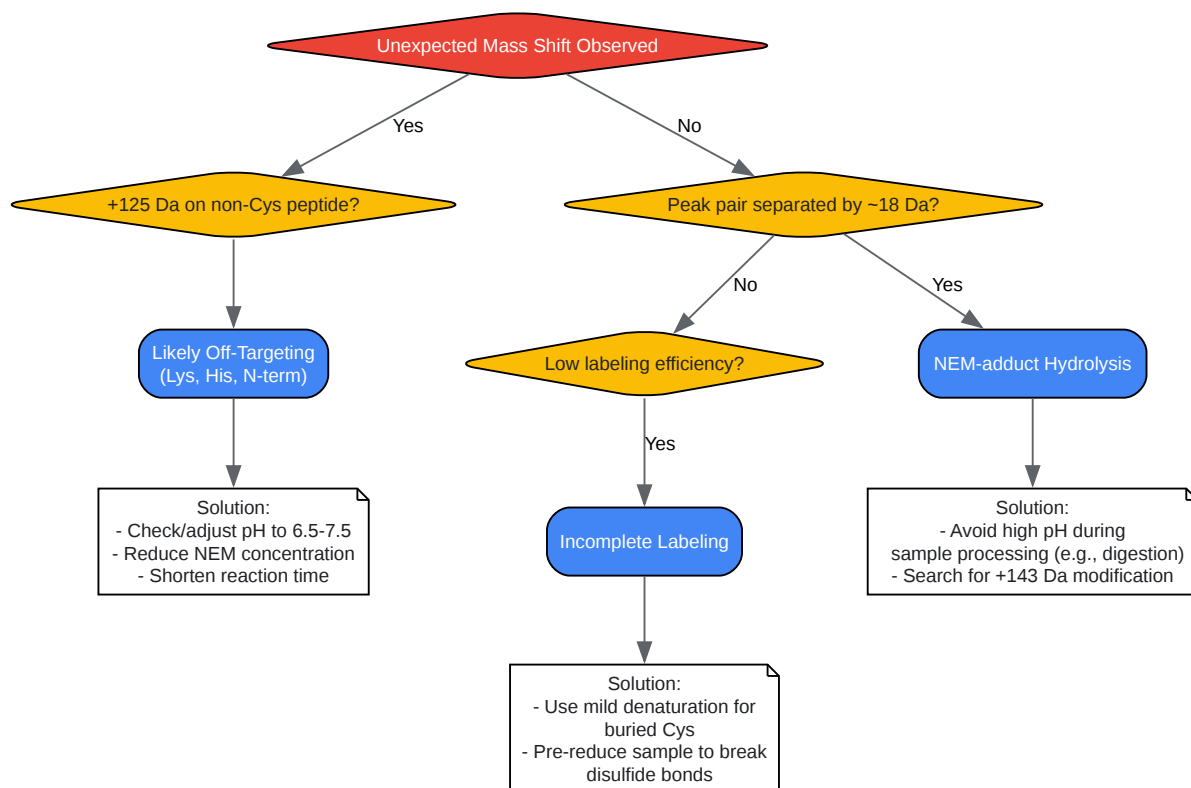 Unexpected Mass Shift Observed
Yes
No
+125 Da on non-Cys peptide?
Peak pair separated by ~18 Da?
No
Yes
Likely Off-Targeting
(Lys, His, N-term)
Low labeling efficiency?
NEM-adduct Hydrolysis
Yes
Solution:
- Check/adjust pH to 6.5-7.5
- Reduce NEM concentration
- Shorten reaction time
Incomplete Labeling
Solution:
- Avoid high pH during
sample processing (e.g., digestion)
- Search for +143 Da modification
Solution:
- Use mild denaturation for
buried Cys
- Pre-reduce sample to break
disulfide bonds